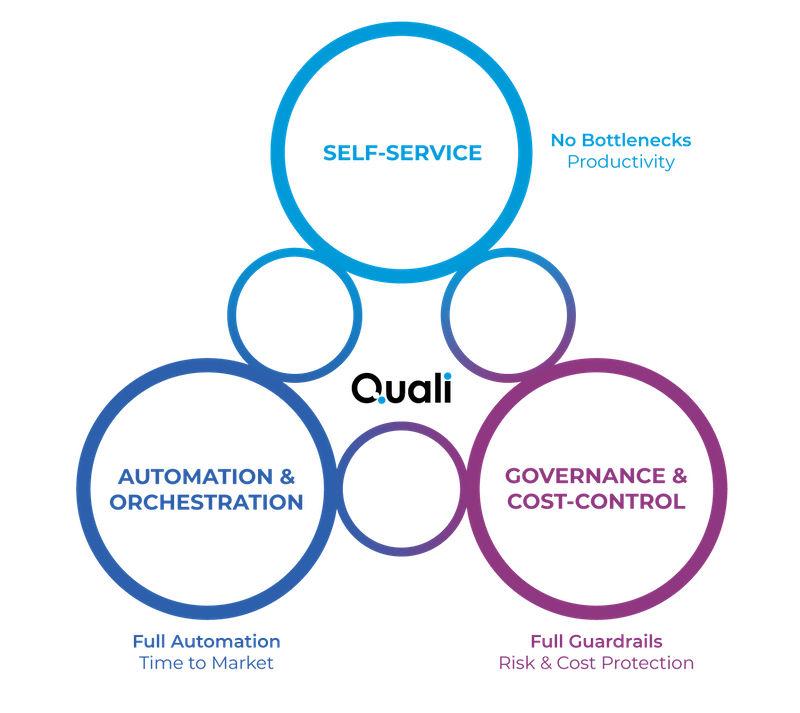 SELF-SERVICE
No Bottlenecks
Productivity
Quali
AUTOMATION &
ORCHESTRATION
GOVERNANCE &
COST-CONTROL
Full Automation
Time to Market
Full Guardrails
Risk & Cost Protection